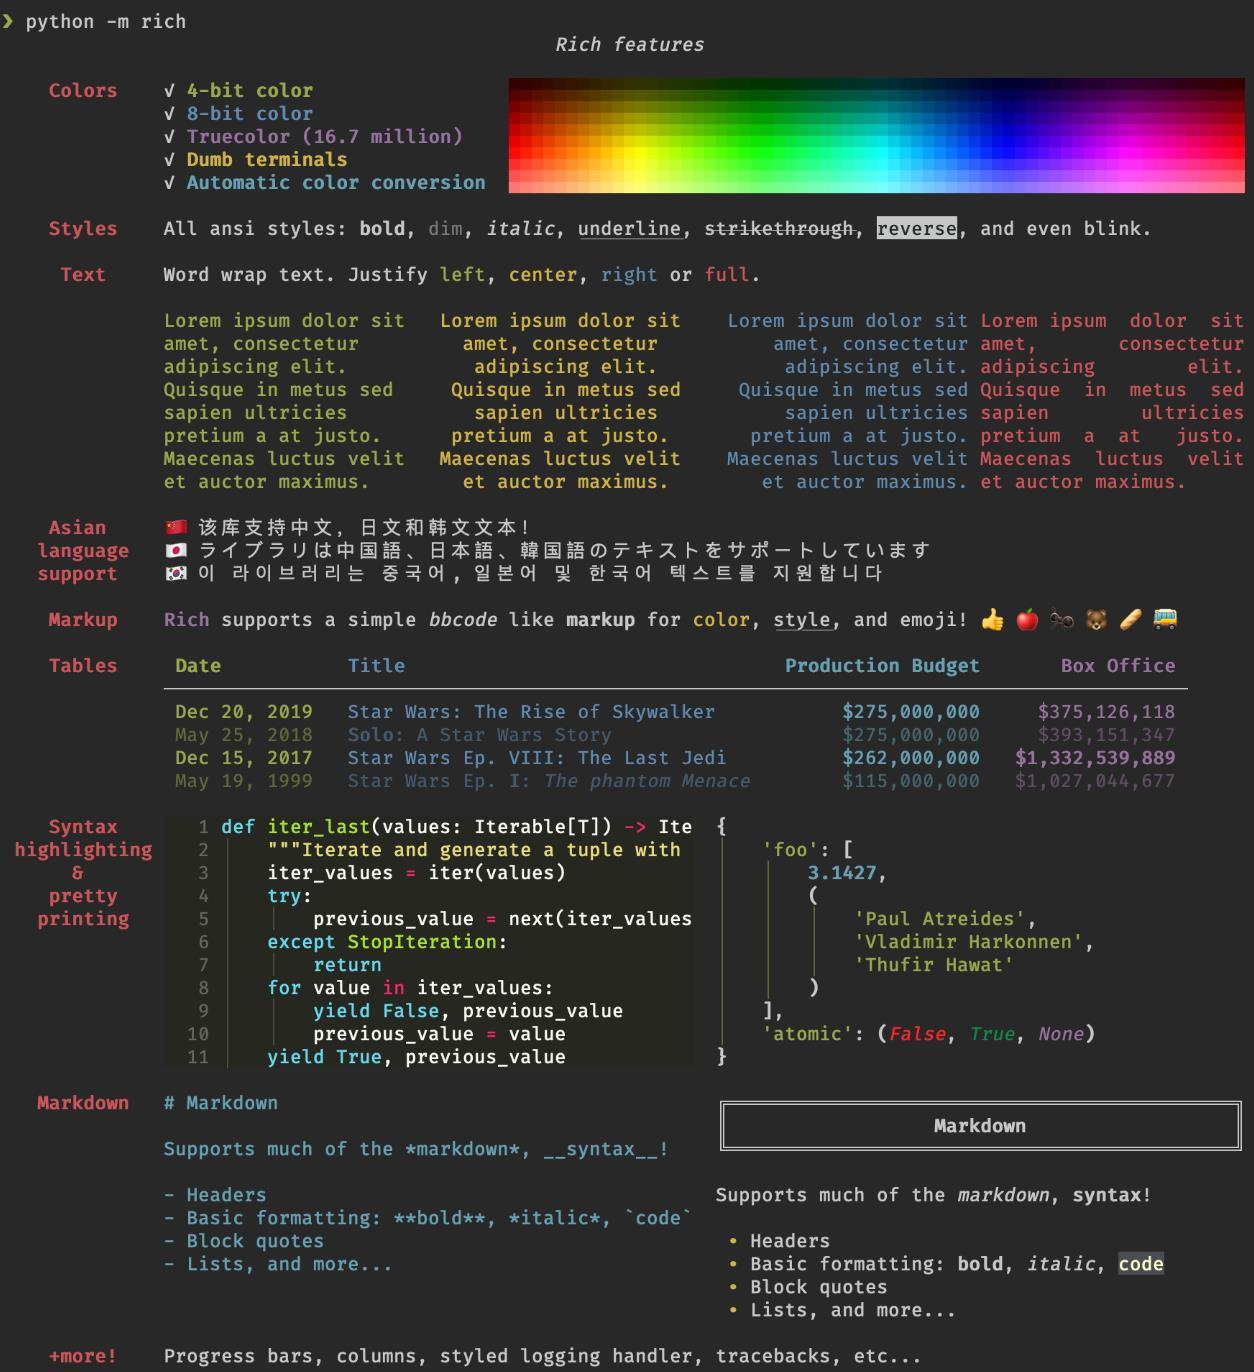 ❯ python -m rich
Rich features
Colors
✓ 4-bit color
✓ 8-bit color
✓ Truecolor (16.7 million)
✓ Dumb terminals
✓ Automatic color conversion
Styles All ansi styles: bold, dim, italic, underline, strikethrough, reverse, and even blink.
Text Word wrap text. Justify left, center, right or full.
Lorem ipsum dolor sit
amet, consectetur
adipiscing elit.
Quisque in metus sed
sapien ultricies
pretium a at justo.
Maecenas luctus velit
et auctor maximus.
Lorem ipsum dolor sit
amet, consectetur
adipiscing elit.
Quisque in metus sed
sapien ultricies
pretium a at justo.
Maecenas luctus velit
et auctor maximus.
Lorem ipsum dolor sit
amet, consectetur
adipiscing elit.
Quisque in metus sed
sapien ultricies
pretium a at justo.
Maecenas luctus velit
et auctor maximus.
Lorem ipsum dolor sit
amet, consectetur
adipiscing elit.
Quisque in metus sed
sapien ultricies
pretium a at justo.
Maecenas luctus velit
et auctor maximus.
Asian
language
support
🇨🇳 该库支持中文，日文和韩文文本！
🇯🇵 ライブラリは中国語、日本語、韓国語のテキストをサポートしています
🇰🇷 이 라이브러리는 중국어, 일본어 및 한국어 텍스트를 지원합니다
Markup Rich supports a simple bbcode like markup for color, style, and emoji! 👍 🍎 🐜 🐻 🥖 🚌
Tables
Date Title Production Budget Box Office
Dec 20, 2019 Star Wars: The Rise of Skywalker $275,000,000 $375,126,118
May 25, 2018 Solo: A Star Wars Story $275,000,000 $393,151,347
Dec 15, 2017 Star Wars Ep. VIII: The Last Jedi $262,000,000 $1,332,539,889
May 19, 1999 Star Wars Ep. I: The phantom Menace $115,000,000 $1,027,044,677
Syntax
highlighting
&
pretty
printing
1 def iter_last(values: Iterable[T]) -> Ite
2 """Iterate and generate a tuple with
3 iter_values = iter(values)
4 try:
5 previous_value = next(iter_values
6 except StopIteration:
7 return
8 for value in iter_values:
9 yield False, previous_value
10 previous_value = value
11 yield True, previous_value
{
'foo': [
3.1427,
(
'Paul Atreides',
'Vladimir Harkonnen',
'Thufir Hawat'
)
],
'atomic': (False, True, None)
}
Markdown
# Markdown
Supports much of the *markdown*, __syntax__!
- Headers
- Basic formatting: **bold**, *italic*, `code`
- Block quotes
- Lists, and more...
Markdown
Supports much of the markdown, syntax!
• Headers
• Basic formatting: bold, italic, code
• Block quotes
• Lists, and more...
+more! Progress bars, columns, styled logging handler, tracebacks, etc...